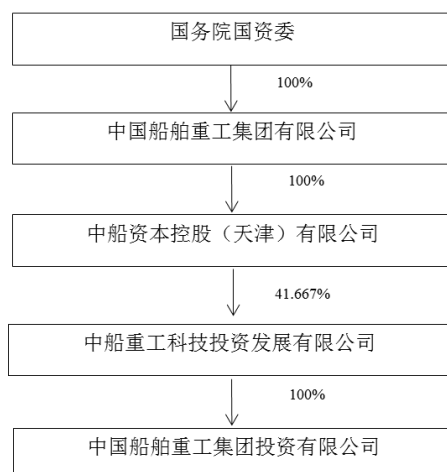 国务院国资委
100%
中国船舶重工集团有限公司
100%
中船资本控股（天津）有限公司
41.667%
中船重工科技投资发展有限公司
100%
中国船舶重工集团投资有限公司